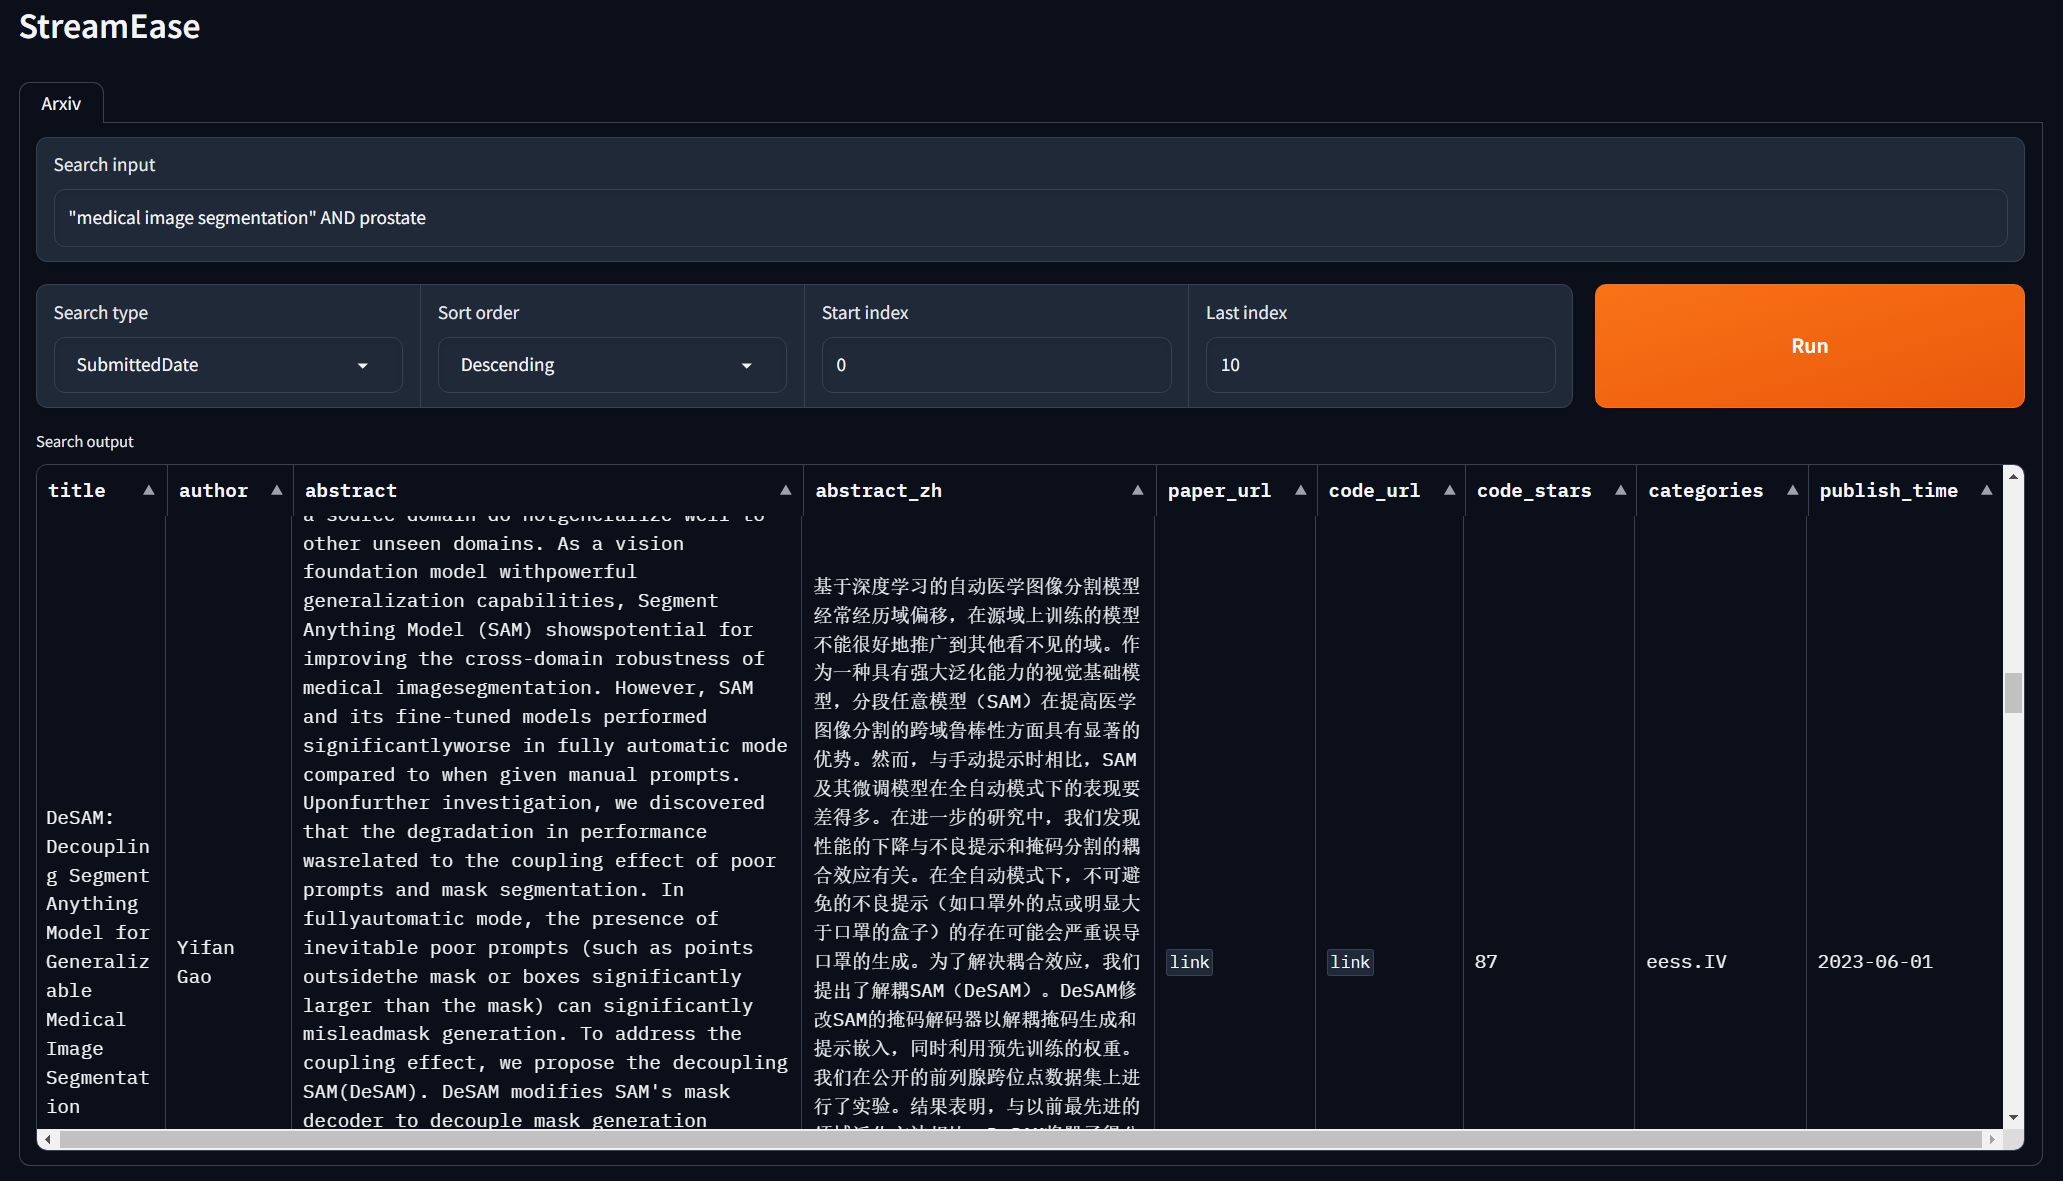 StreamEase
Arxiv
Search input
"medical image segmentation" AND prostate
Search type
Sort order
Start index
Last index
SubmittedDate
Descending
0
10
Run
Search output
title
author
abstract
abstract_zh
paper_url
code_url
code_stars
categories
publish_time
DeSAM:
Decouplin
g Segment
Anything
Model for
Generaliz
able
Medical
Image
Segmentat
ion
Yifan
Gao
a source domain do notgeneralize well to
other unseen domains. As a vision
foundation model withpowerful
generalization capabilities, Segment
Anything Model (SAM) showspotential for
improving the cross-domain robustness of
medical imagesegmentation. However, SAM
and its fine-tuned models performed
significantlyworse in fully automatic mode
compared to when given manual prompts.
Uponfurther investigation, we discovered
that the degradation in performance
wasrelated to the coupling effect of poor
prompts and mask segmentation. In
fullyautomatic mode, the presence of
inevitable poor prompts (such as points
outsidethe mask or boxes significantly
larger than the mask) can significantly
misleadmask generation. To address the
coupling effect, we propose the decoupling
SAM(DeSAM). DeSAM modifies SAM's mask
decoder to decouple mask generation
基于深度学习的自动医学图像分割模型
经常经历域偏移，在源域上训练的模型
不能很好地推广到其他看不见的域。作
为一种具有强大泛化能力的视觉基础模
型，分段任意模型（SAM）在提高医学
图像分割的跨域鲁棒性方面具有显著的
优势。然而，与手动提示时相比，SAM
及其微调模型在全自动模式下的表现要
差得多。在进一步的研究中，我们发现
性能的下降与不良提示和掩码分割的耦
合效应有关。在全自动模式下，不可避
免的不良提示（如口罩外的点或明显大
于口罩的盒子）的存在可能会严重误导
口罩的生成。为了解决耦合效应，我们
提出了解耦SAM（DeSAM）。DeSAM修
改SAM的掩码解码器以解耦掩码生成和
提示嵌入，同时利用预先训练的权重。
我们在公开的前列腺跨位点数据集上进
行了实验。结果表明，与以前最先进的
link
link
87
eess.IV
2023-06-01